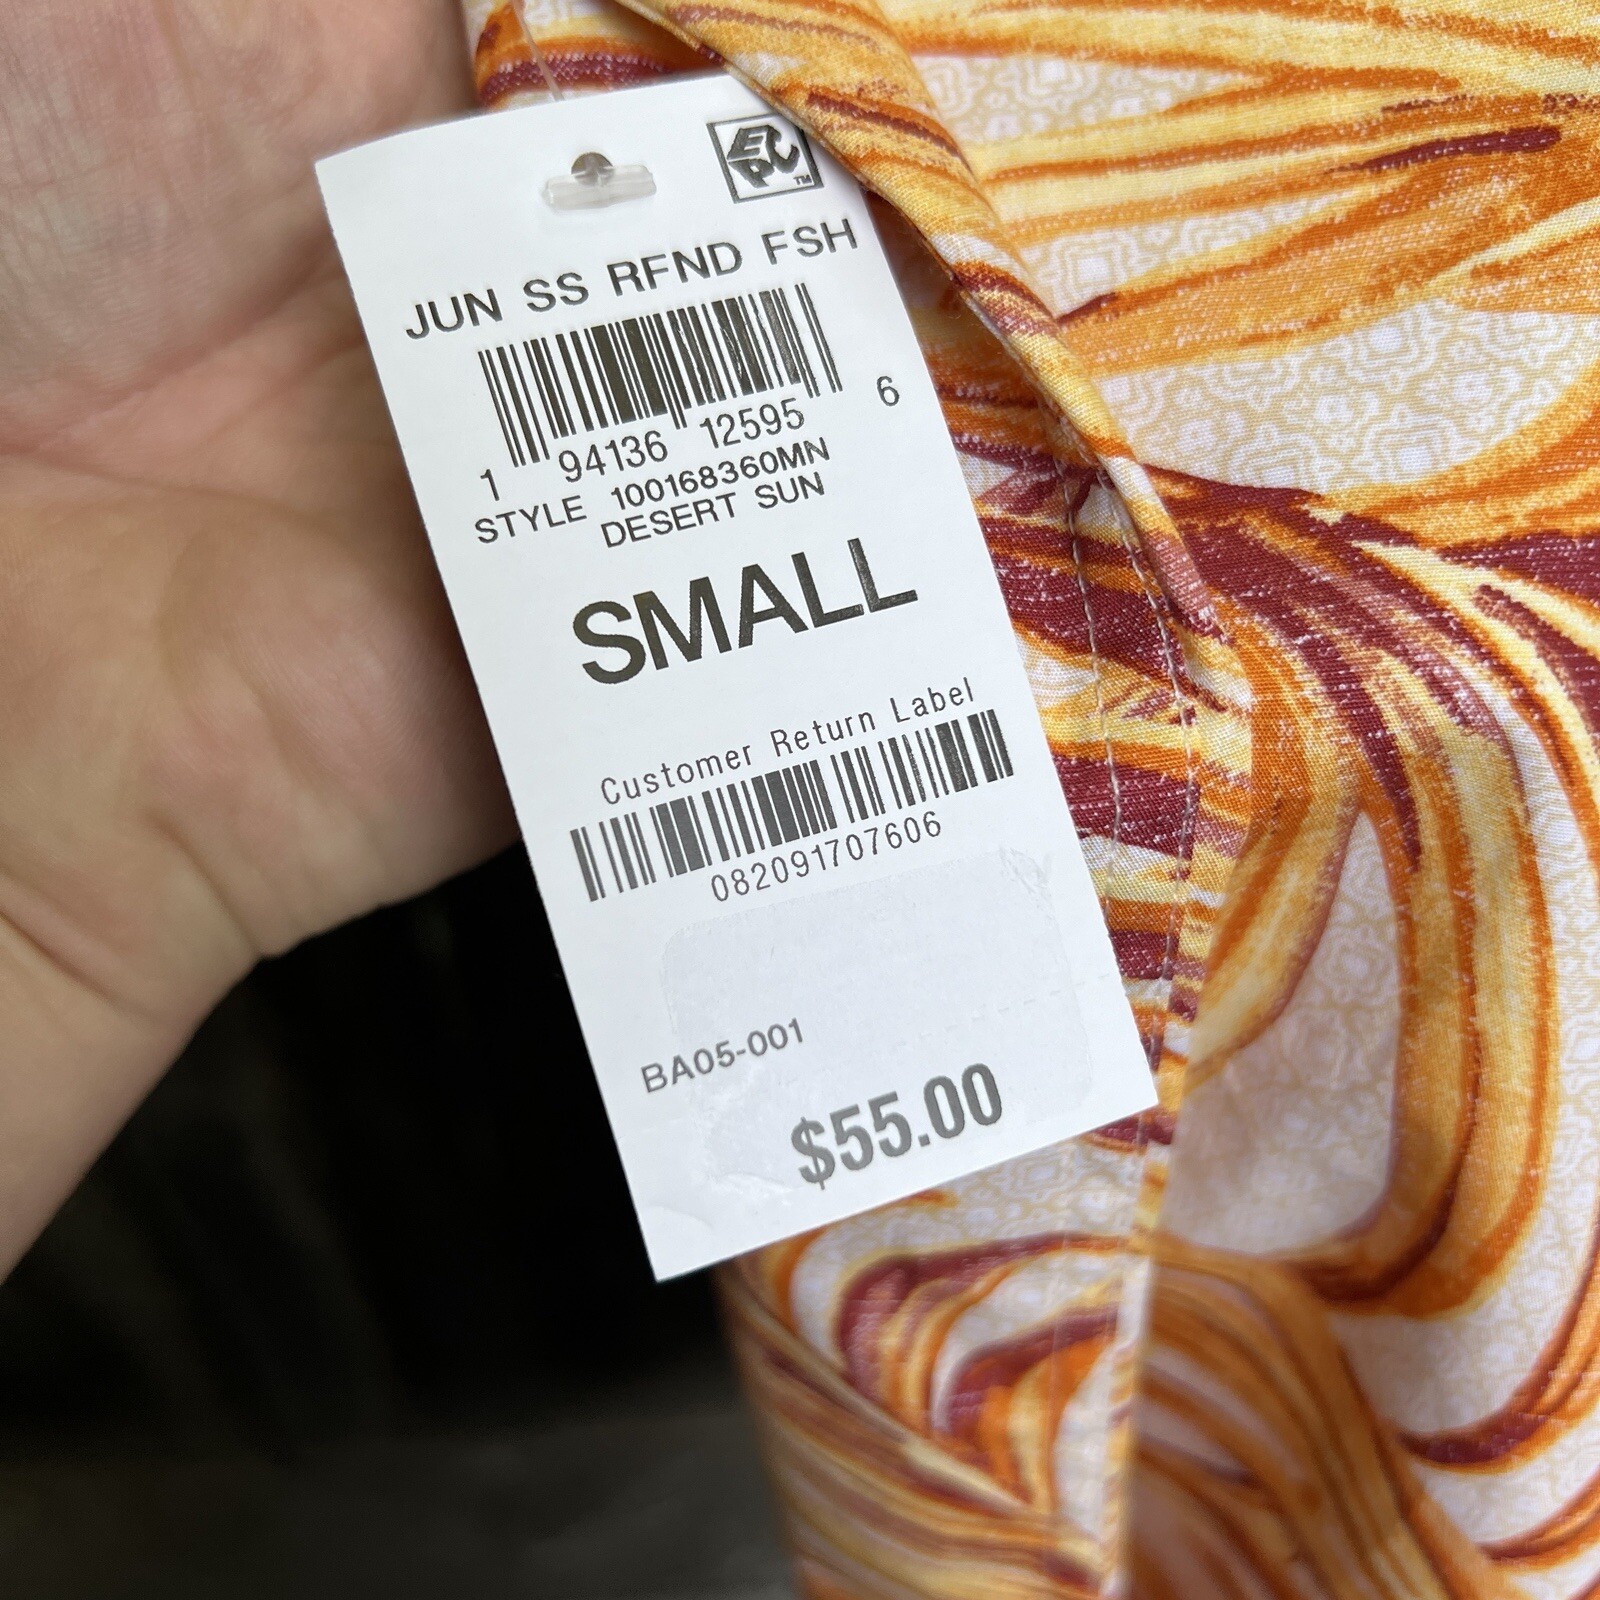 EPC™
JUN SS RFND FSH
1 94136 12595 6
STYLE 100168360MN
DESERT SUN
SMALL
Customer Return Label
082091707606
BA05-001
$55.00